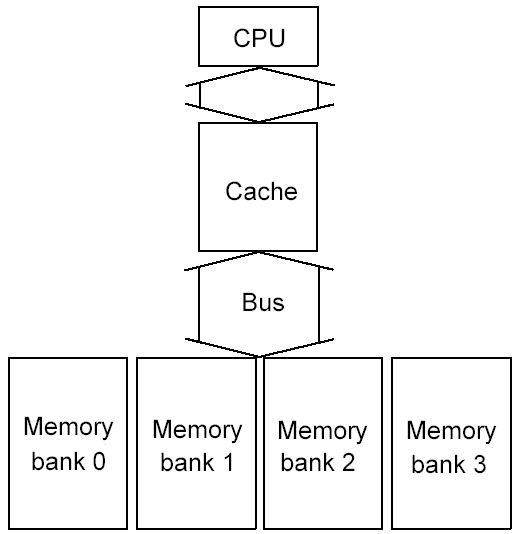 CPU
Cache
Bus
Memory
bank 0
Memory
bank 1
Memory
bank 2
Memory
bank 3